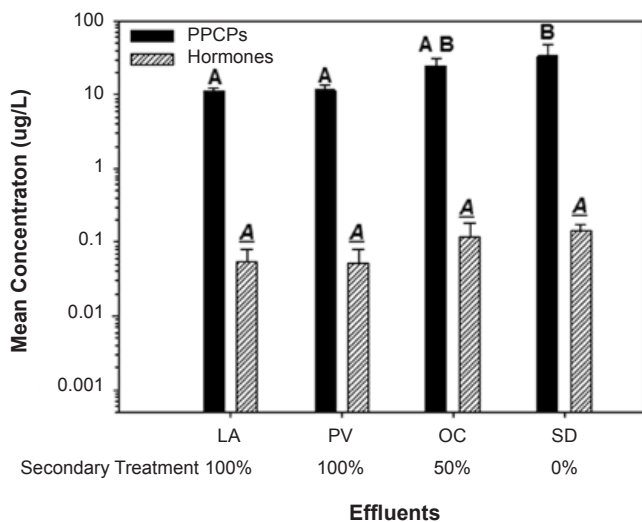 100
PPCPs
Hormones
A A A B B
10
1
A A A A
0.1
0.01
0.001
Mean Concentraton (ug/L)
LA PV OC SD
Secondary Treatment 100% 100% 50% 0%
Effluents